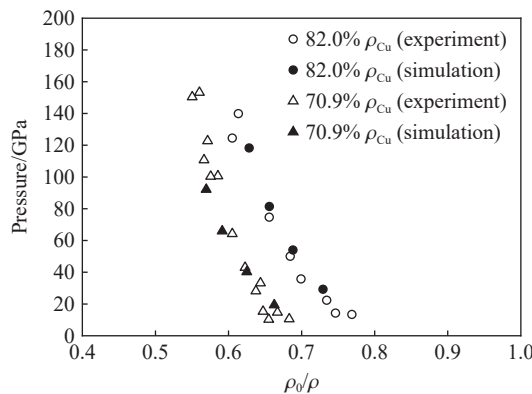 200
180
160
140
120
100
80
60
40
20
0
Pressure/GPa
82.0% ρCu (experiment)
82.0% ρCu (simulation)
70.9% ρCu (experiment)
70.9% ρCu (simulation)
0.4 0.5 0.6 0.7 0.8 0.9 1.0
ρ0/ρ